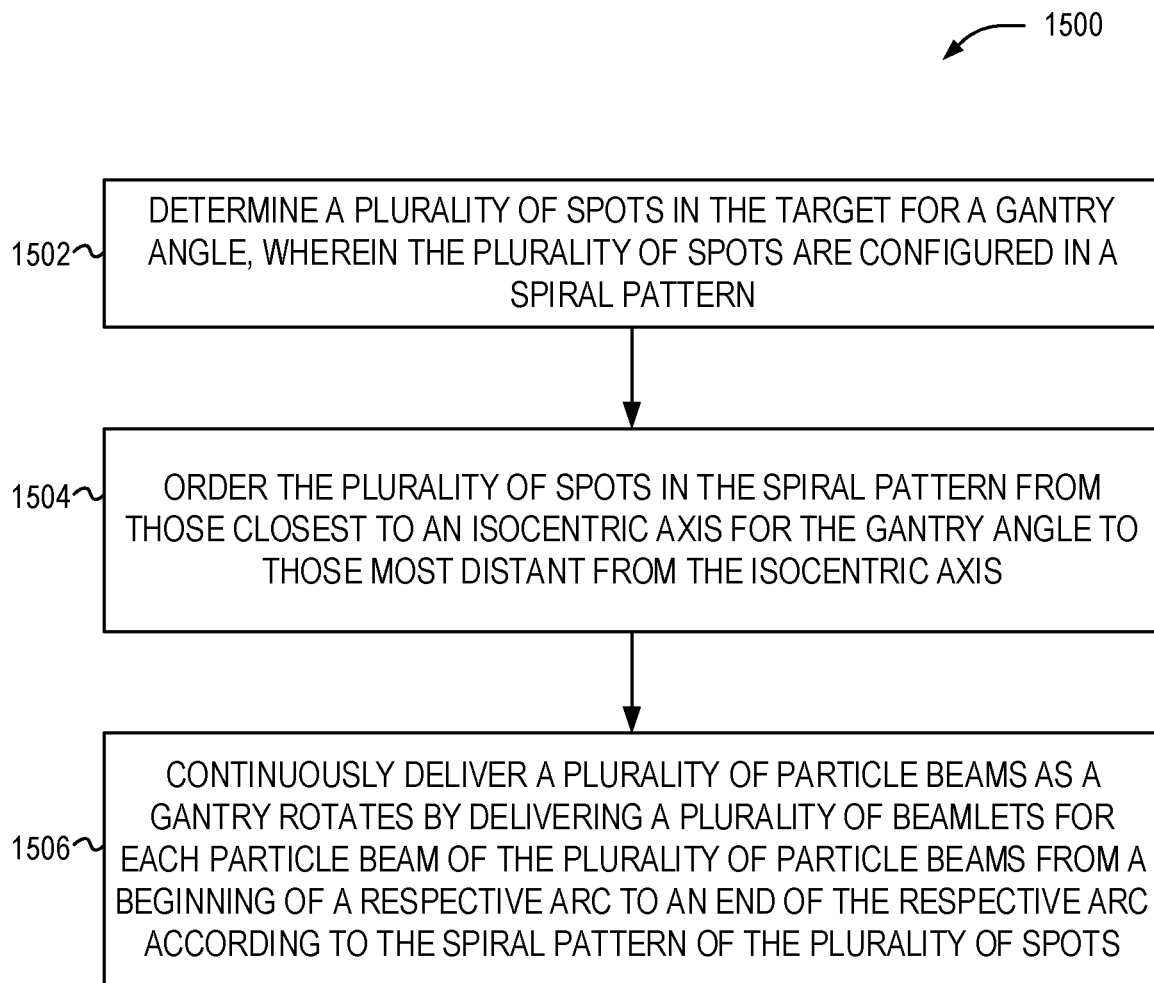 1500
DETERMINE A PLURALITY OF SPOTS IN THE TARGET FOR A GANTRY
ANGLE, WHEREIN THE PLURALITY OF SPOTS ARE CONFIGURED IN A
SPIRAL PATTERN
1502
ORDER THE PLURALITY OF SPOTS IN THE SPIRAL PATTERN FROM
THOSE CLOSEST TO AN ISOCENTRIC AXIS FOR THE GANTRY ANGLE TO
THOSE MOST DISTANT FROM THE ISOCENTRIC AXIS
1504
CONTINUOUSLY DELIVER A PLURALITY OF PARTICLE BEAMS AS A
GANTRY ROTATES BY DELIVERING A PLURALITY OF BEAMLETS FOR
EACH PARTICLE BEAM OF THE PLURALITY OF PARTICLE BEAMS FROM A
BEGINNING OF A RESPECTIVE ARC TO AN END OF THE RESPECTIVE ARC
ACCORDING TO THE SPIRAL PATTERN OF THE PLURALITY OF SPOTS
1506